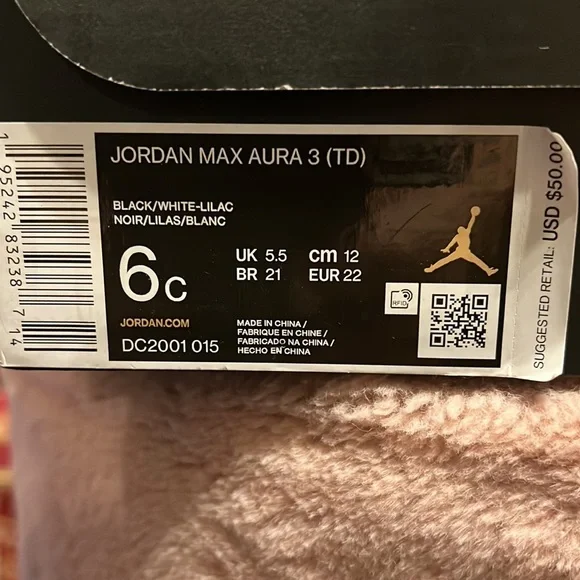 JORDAN MAX AURA 3 (TD)
BLACK/WHITE-LILAC
NOIR/LILAS/BLANC
6C
UK 5.5 cm 12
BR 21 EUR 22
RFID
JORDAN.COM
DC2001 015
MADE IN CHINA /
FABRIQUE EN CHINE /
FABRICADO NA CHINA /
HECHO EN CHINA
SUGGESTED RETAIL: USD $50.00
1 95242 83238 7 14